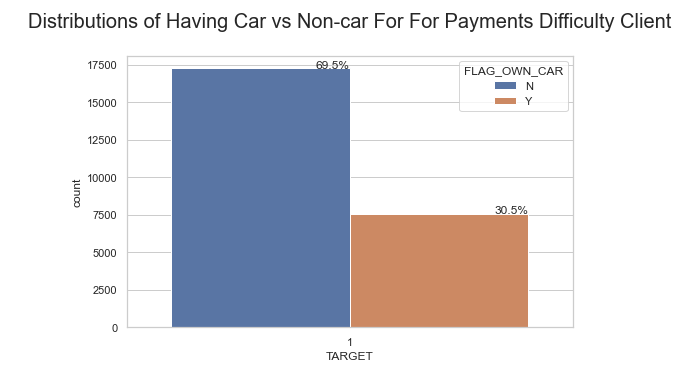 Distributions of Having Car vs Non-car For For Payments Difficulty Client
69.5%
30.5%
FLAG_OWN_CAR
N
Y
17500
15000
12500
10000
7500
5000
2500
0
count
1
TARGET